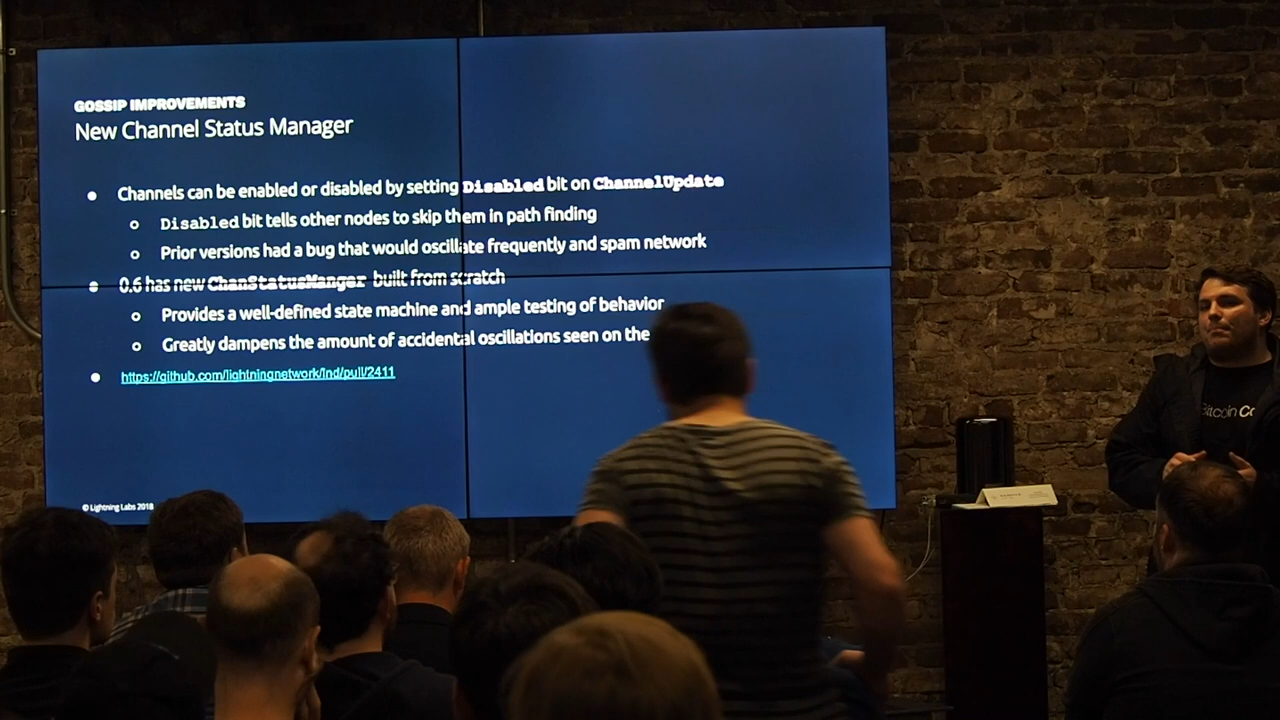 GOSSIP IMPROVEMENTS
New Channel Status Manager
● Channels can be enabled or disabled by setting Disabled bit on ChannelUpdate
○ Disabled bit tells other nodes to skip them in path finding
○ Prior versions had a bug that would oscillate frequently and spam network
● 0.6 has new ChanStatusManger built from scratch
○ Provides a well-defined state machine and ample testing of behavior
○ Greatly dampens the amount of accidental oscillations seen on the
● https://github.com/lightningnetwork/lnd/pull/2411
© Lightning Labs 2018
Bitcoin Co